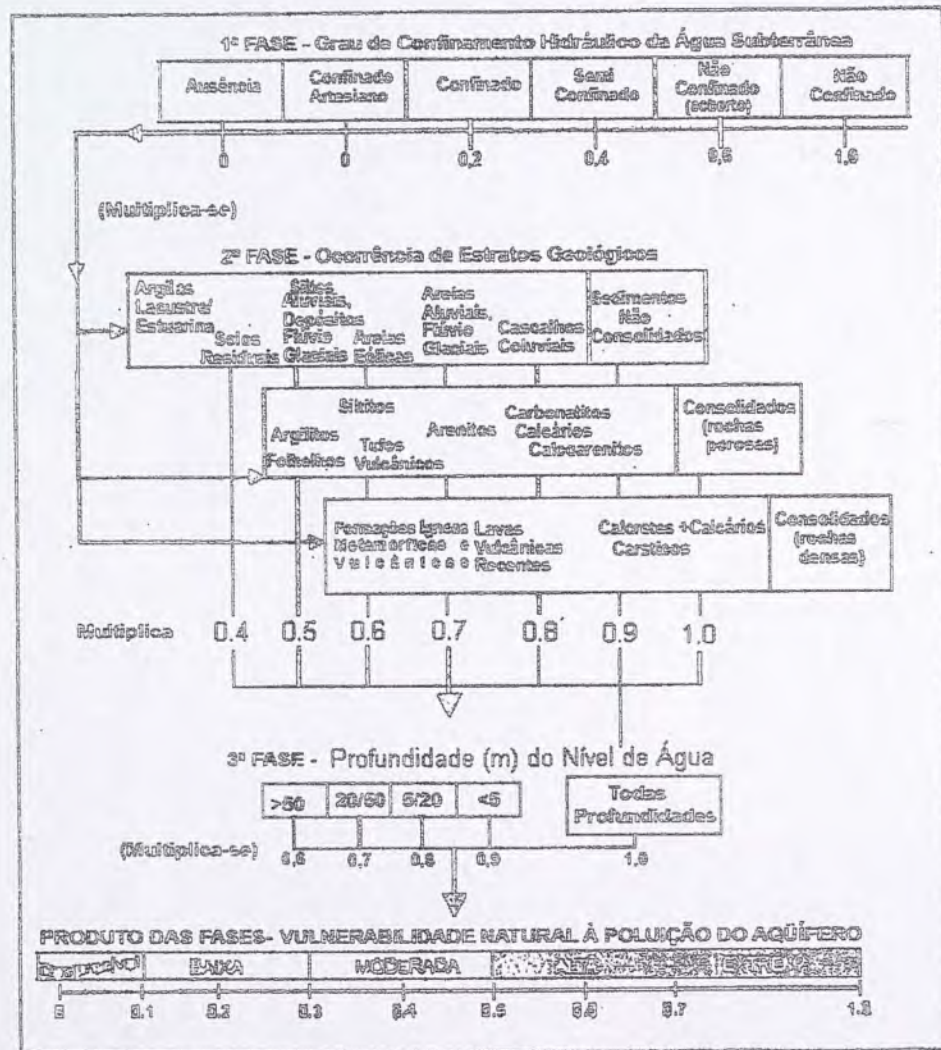 1ª FASE - Grau de Confinamento Hidráulico da Água Subterrânea
Ausência
Confinado Artesiano
Confinado
Semi Confinado
Não Confinado (coberto)
Não Confinado
0 0 0,2 0,4 0,6 1,0
(Multiplica-se)
2ª FASE - Ocorrência de Estratos Geológicos
Argilas
Lacustre/
Estuarina
Solos
Residuais
Siltes
Aluviais,
Depósitos
Flúvio
Glaciais
Areias
Eólicas
Areias
Aluviais,
Flúvio
Glaciais
Cascalhos
Coluviais
Sedimentos
Não
Consolidados
Argilitos
Folhelhos
Siltitos
Tufos
Vulcânicos
Arenitos
Carbonatitos
Calcários
Calcoarenitos
Consolidados
(rochas
porosas)
Formações Ígneas
Metamórficas e
Vulcânicas
Lavas
Vulcânicas
Recentes
+Calcários
Carsticos
Consolidados
(rochas
densas)
Multiplica 0.4 0.5 0.6 0.7 0.8 0.9 1.0
3ª FASE - Profundidade (m) do Nível de Água
>50 20/50 5/20 <5
Todas
Profundidades
(Multiplica-se)
0,6 0,7 0,8 0,9 1,0
PRODUTO DAS FASES- VULNERABILIDADE NATURAL À POLUIÇÃO DO AQÜÍFERO
BAIXA MODERADA
0 0.1 0.2 0.3 0.4 0.5 0.6 0.7